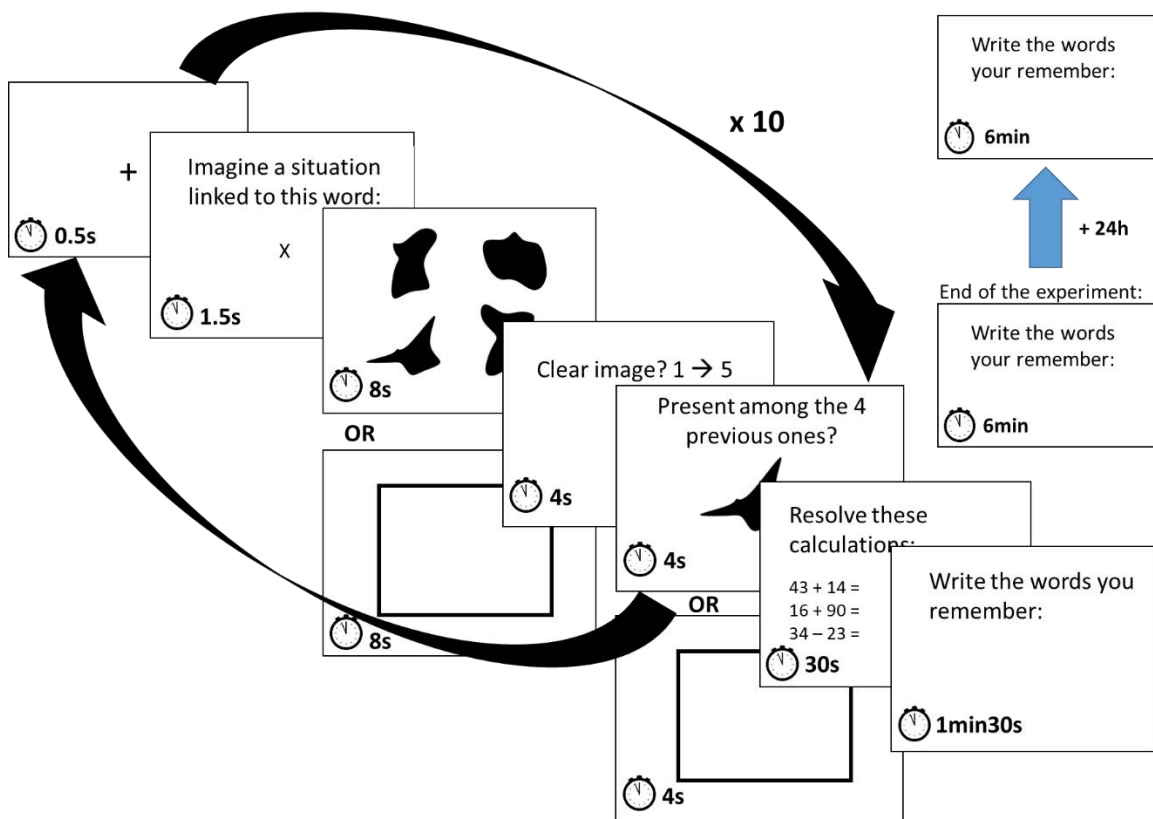 +
0.5s
Imagine a situation
linked to this word:
X
1.5s
8s
OR
8s
Clear image? 1 → 5
4s
x 10
Present among the 4
previous ones?
4s
OR
4s
Resolve these
calculations:
43 + 14 =
16 + 90 =
34 – 23 =
30s
Write the words you
remember:
1min30s
Write the words
your remember:
6min
+ 24h
End of the experiment:
Write the words
your remember:
6min